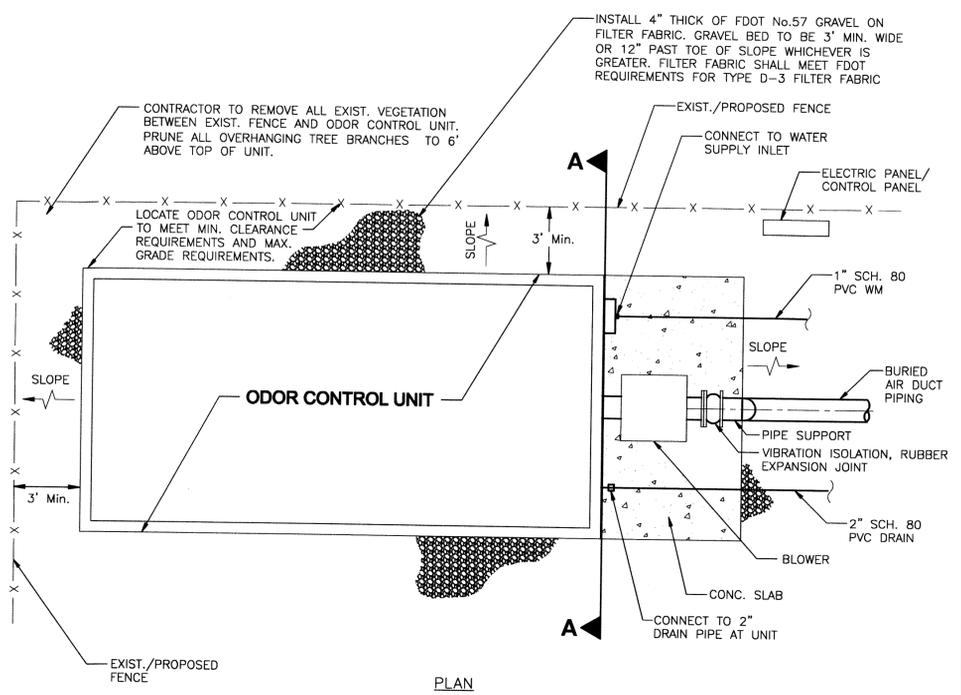 INSTALL 4" THICK OF FDOT No.57 GRAVEL ON
FILTER FABRIC. GRAVEL BED TO BE 3' MIN. WIDE
OR 12" PAST TOE OF SLOPE WHICHEVER IS
GREATER. FILTER FABRIC SHALL MEET FDOT
REQUIREMENTS FOR TYPE D-3 FILTER FABRIC
CONTRACTOR TO REMOVE ALL EXIST. VEGETATION
BETWEEN EXIST. FENCE AND ODOR CONTROL UNIT.
PRUNE ALL OVERHANGING TREE BRANCHES TO 6'
ABOVE TOP OF UNIT.
EXIST./PROPOSED FENCE
CONNECT TO WATER
SUPPLY INLET
A
ELECTRIC PANEL/
CONTROL PANEL
LOCATE ODOR CONTROL UNIT
TO MEET MIN. CLEARANCE
REQUIREMENTS AND MAX.
GRADE REQUIREMENTS.
SLOPE
3' Min.
1" SCH. 80
PVC WM
SLOPE
SLOPE
BURIED
AIR DUCT
PIPING
ODOR CONTROL UNIT
PIPE SUPPORT
VIBRATION ISOLATION, RUBBER
EXPANSION JOINT
3' Min.
2" SCH. 80
PVC DRAIN
BLOWER
CONC. SLAB
A
CONNECT TO 2"
DRAIN PIPE AT UNIT
EXIST./PROPOSED
FENCE
PLAN